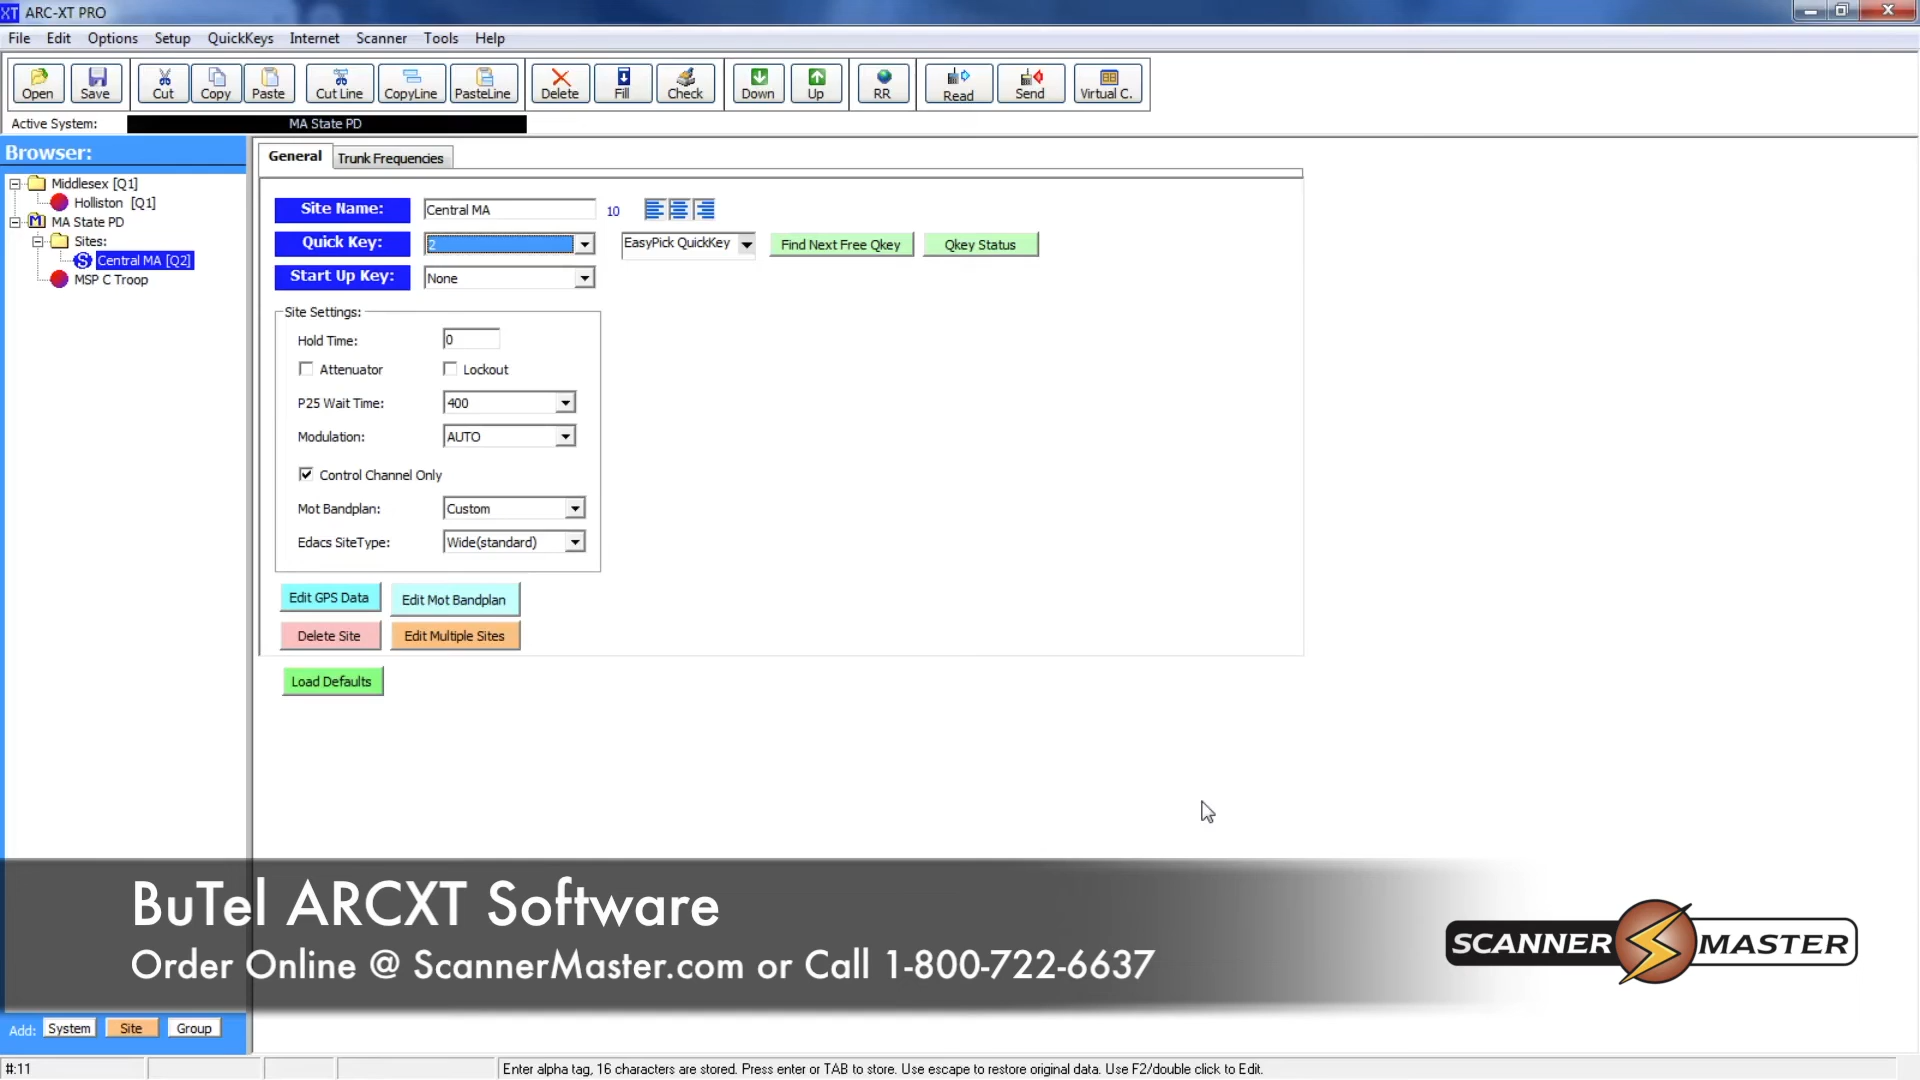 XT ARC-XT PRO
File Edit Options Setup QuickKeys Internet Scanner Tools Help
Open Save Cut Copy Paste Cut Line CopyLine PasteLine Delete Fill Check Down Up RR Read Send Virtual C.
Active System: MA State PD
Browser:
General Trunk Frequencies
Middlesex [Q1]
Holliston [Q1]
M MA State PD
Sites:
S Central MA [Q2]
MSP C Troop
Site Name: Central MA 10
Quick Key: 2 EasyPick QuickKey Find Next Free Qkey Qkey Status
Start Up Key: None
Site Settings:
Hold Time: 0
Attenuator Lockout
P25 Wait Time: 400
Modulation: AUTO
Control Channel Only
Mot Bandplan: Custom
Edacs SiteType: Wide(standard)
Edit GPS Data Edit Mot Bandplan
Delete Site Edit Multiple Sites
Load Defaults
BuTel ARCXT Software
Order Online @ ScannerMaster.com or Call 1-800-722-6637
SCANNER MASTER
Add: System Site Group
#:11 Enter alpha tag, 16 characters are stored. Press enter or TAB to store. Use escape to restore original data. Use F2/double click to Edit.